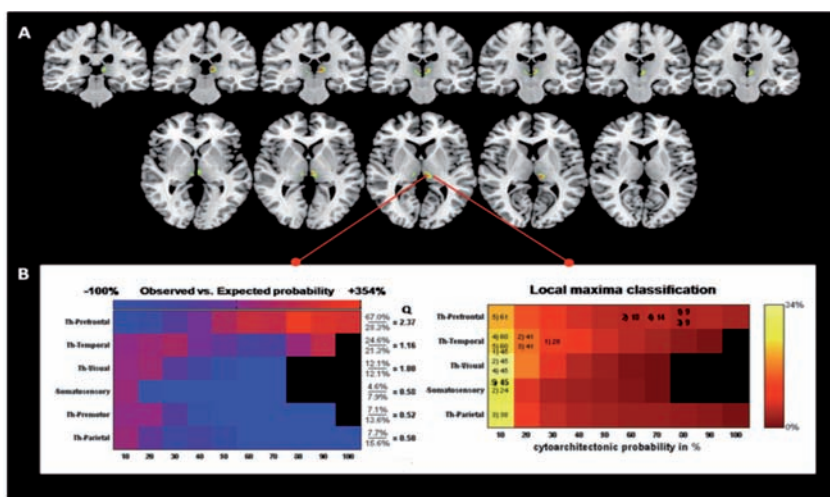 A
B
-100% Observed vs. Expected probability +354%
Q
Th-Prefrontal 67.0% 28.3% = 2.37
Th-Temporal 24.6% 21.2% = 1.16
Th-Visual 12.1% 12.1% = 1.00
-Somatosensory 4.6% 7.9% = 0.58
Th-Premotor 7.1% 13.6% = 0.52
Th-Parietal 7.7% 15.6% = 0.50
10 20 30 40 50 60 70 80 90 100
Local maxima classification
24%
Th-Prefrontal
Th-Temporal
Th-Visual
-Somatosensory
Th-Parietal
0%
10 20 30 40 50 60 70 80 90 100
cytoarchitectonic probability in %